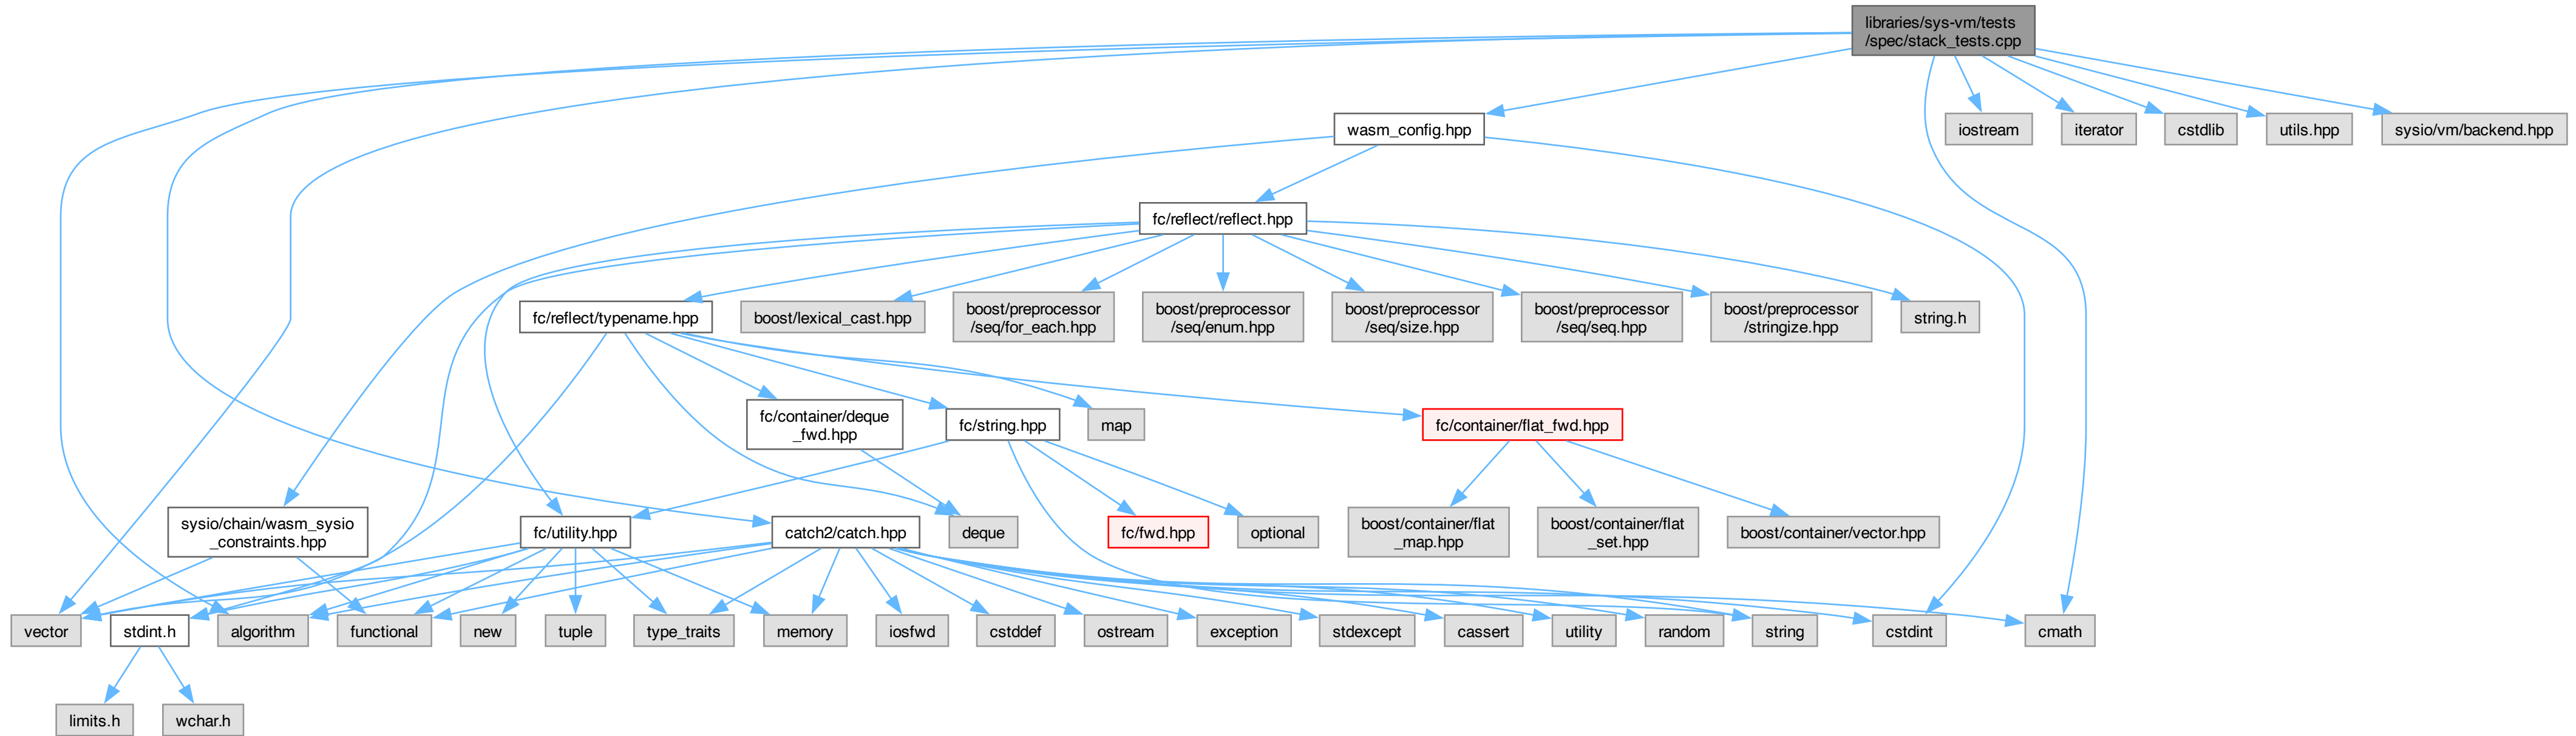 libraries/sys-vm/tests
/spec/stack_tests.cpp
wasm_config.hpp
iostream
iterator
cstdlib
utils.hpp
sysio/vm/backend.hpp
fc/reflect/reflect.hpp
fc/reflect/typename.hpp
boost/lexical_cast.hpp
boost/preprocessor
/seq/for_each.hpp
boost/preprocessor
/seq/enum.hpp
boost/preprocessor
/seq/size.hpp
boost/preprocessor
/seq/seq.hpp
boost/preprocessor
/stringize.hpp
string.h
fc/container/deque
_fwd.hpp
fc/string.hpp
map
fc/container/flat_fwd.hpp
sysio/chain/wasm_sysio
_constraints.hpp
fc/utility.hpp
catch2/catch.hpp
deque
fc/fwd.hpp
optional
boost/container/flat
_map.hpp
boost/container/flat
_set.hpp
boost/container/vector.hpp
vector
stdint.h
algorithm
functional
new
tuple
type_traits
memory
iosfwd
cstddef
ostream
exception
stdexcept
cassert
utility
random
string
cstdint
cmath
limits.h
wchar.h